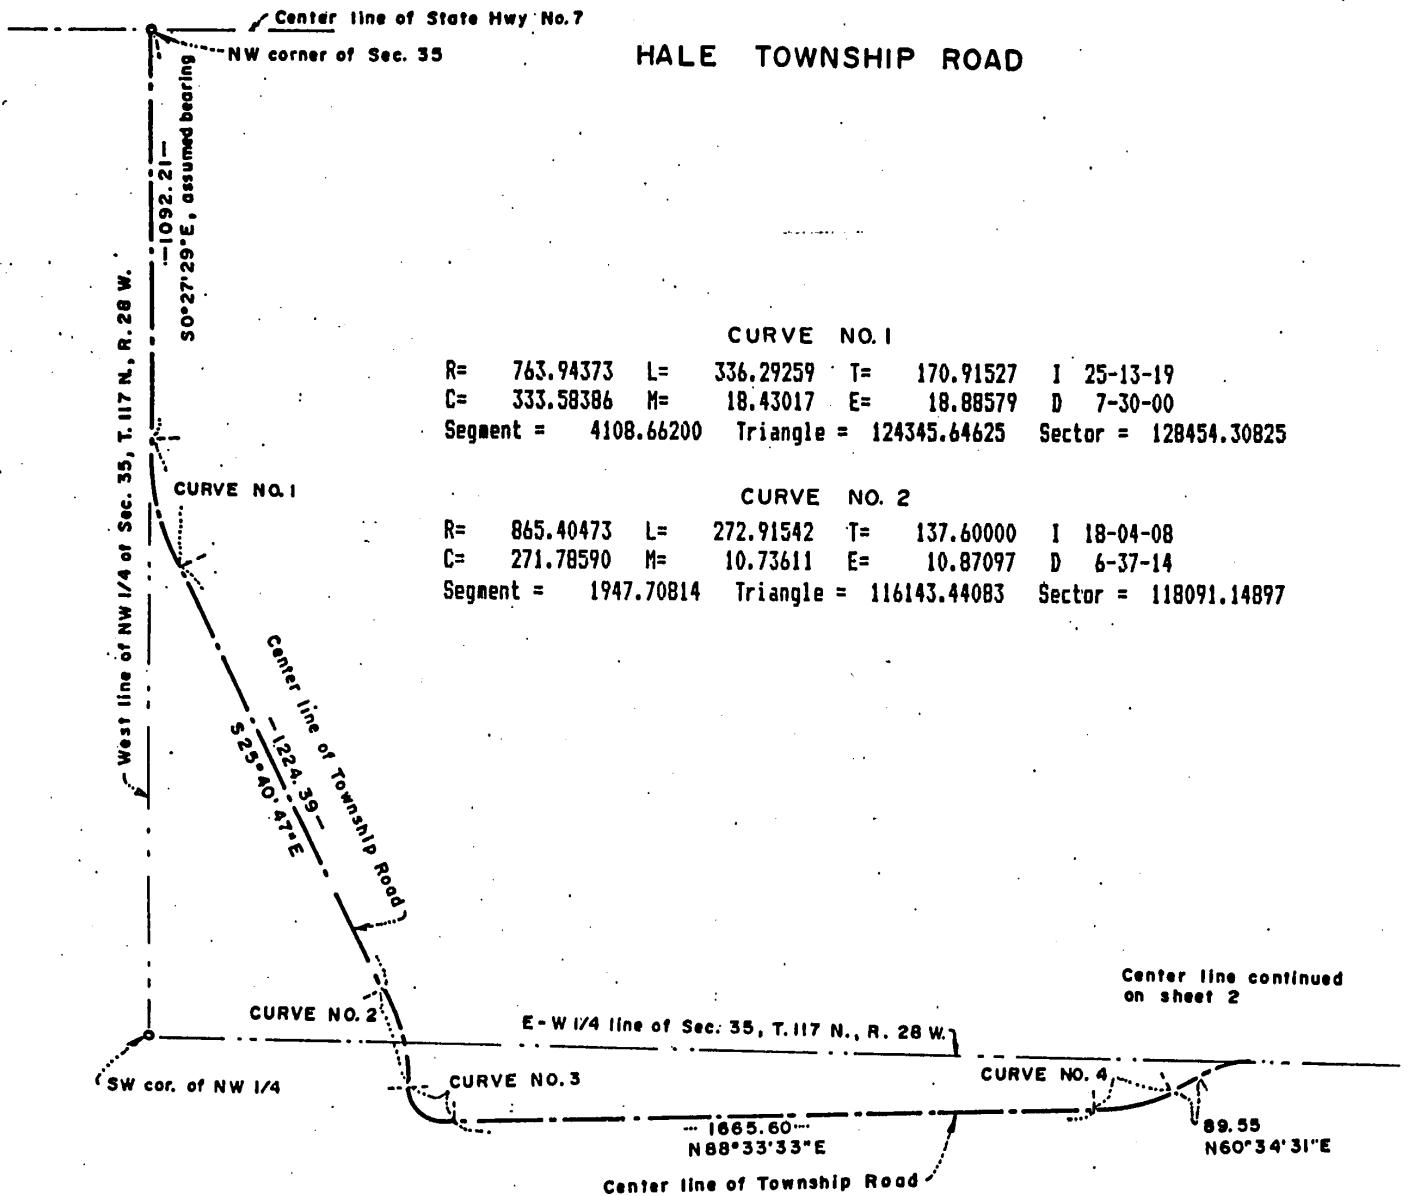 Center line of State Hwy No. 7
NW corner of Sec. 35
HALE TOWNSHIP ROAD
—1092.21—
S0°27'29"E, assumed bearing
West line of NW 1/4 of Sec. 35, T. 117 N., R. 28 W.
CURVE NO. 1
R= 763.94373 L= 336.29259 T= 170.91527 I 25-13-19
C= 333.58386 M= 18.43017 E= 18.88579 D 7-30-00
Segment = 4108.66200 Triangle = 124345.64625 Sector = 128454.30825
CURVE NO. 1
CURVE NO. 2
R= 865.40473 L= 272.91542 T= 137.60000 I 18-04-08
C= 271.78590 M= 10.73611 E= 10.87097 D 6-37-14
Segment = 1947.70814 Triangle = 116143.44083 Sector = 118091.14897
Center line of Township Road
—1224.39—
S25°40'47"E
Center line continued
on sheet 2
CURVE NO. 2
E-W 1/4 line of Sec. 35, T. 117 N., R. 28 W.
SW cor. of NW 1/4
CURVE NO. 3
CURVE NO. 4
1665.60
N88°33'33"E
89.55
N60°34'31"E
Center line of Township Road